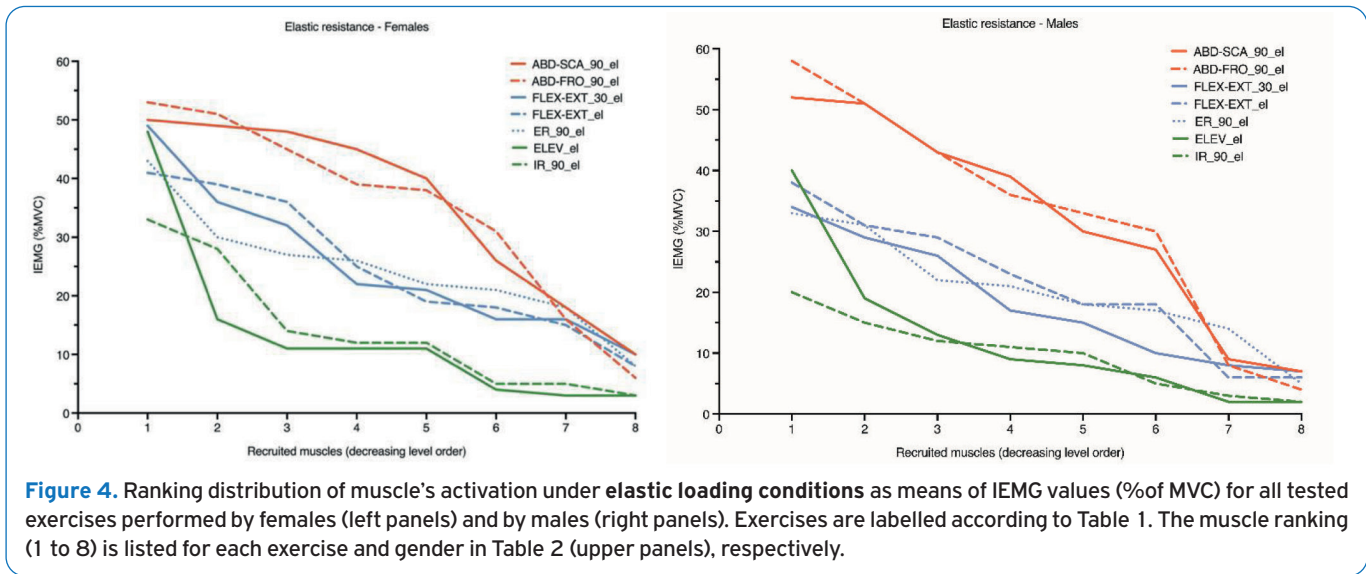 Elastic resistance - Females
60
50
40
30
20
10
0
IEMG (%MVC)
0 1 2 3 4 5 6 7 8
Recruited muscles (decreasing level order)
ABD-SCA_90_el
ABD-FRO_90_el
FLEX-EXT_30_el
FLEX-EXT_el
ER_90_el
ELEV_el
IR_90_el
Elastic resistance - Males
60
50
40
30
20
10
0
IEMG (%MVC)
0 1 2 3 4 5 6 7 8
Recruited muscles (decreasing level order)
ABD-SCA_90_el
ABD-FRO_90_el
FLEX-EXT_30_el
FLEX-EXT_el
ER_90_el
ELEV_el
IR_90_el
Figure 4. Ranking distribution of muscle's activation under elastic loading conditions as means of IEMG values (%of MVC) for all tested
exercises performed by females (left panels) and by males (right panels). Exercises are labelled according to Table 1. The muscle ranking
(1 to 8) is listed for each exercise and gender in Table 2 (upper panels), respectively.